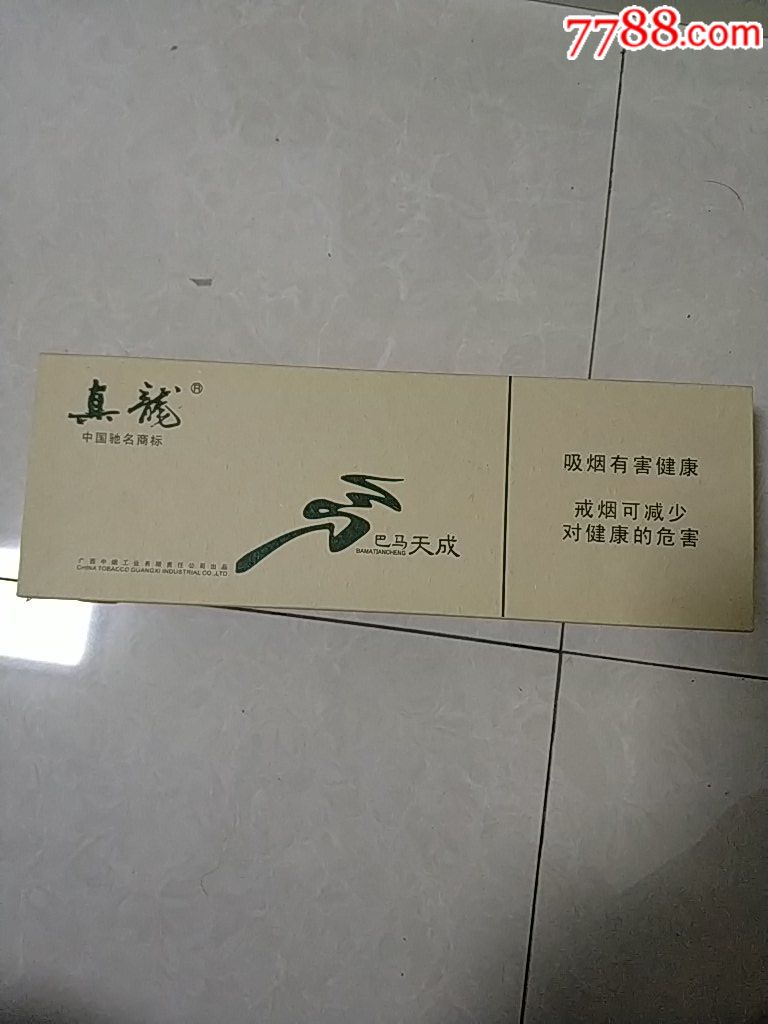 7788.com
真龍®
中国驰名商标
巴马天成
BAMATIANCHENG
广西中烟工业有限责任公司出品
CHINA TOBACCO GUANGXI INDUSTRIAL CO.,LTD.
吸烟有害健康
戒烟可减少
对健康的危害